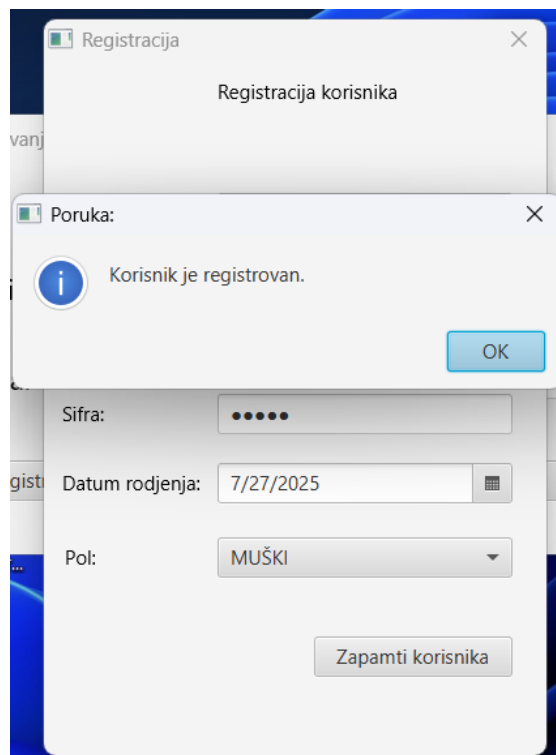 Registracija
Registracija korisnika
Poruka:
Korisnik je registrovan.
OK
Sifra:
Datum rodjenja: 7/27/2025
Pol: MUŠKI
Zapamti korisnika